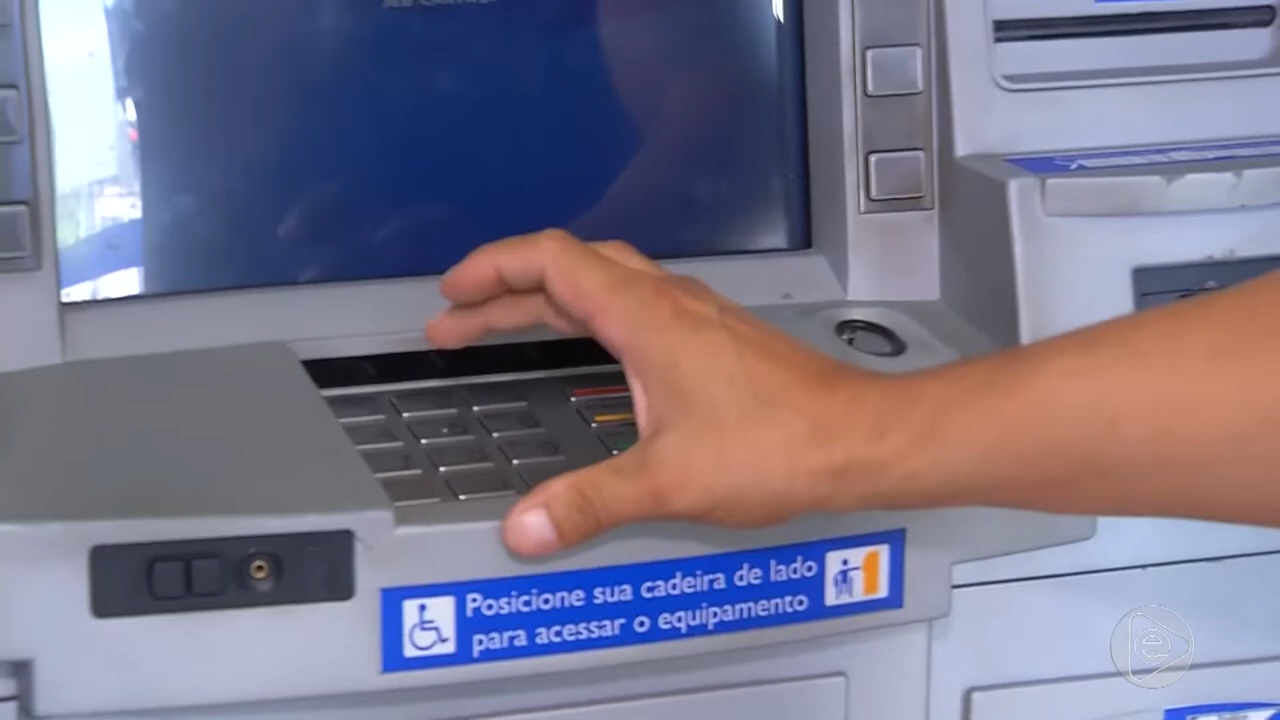 Posicione sua cadeira de lado
para acessar o equipamento